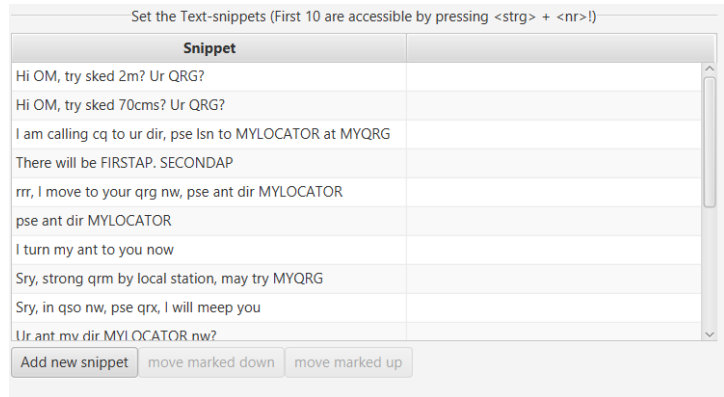 Set the Text-snippets (First 10 are accessible by pressing <strg> + <nr>!)
Snippet
Hi OM, try sked 2m? Ur QRG?
Hi OM, try sked 70cms? Ur QRG?
I am calling cq to ur dir, pse lsn to MYLOCATOR at MYQRG
There will be FIRSTAP. SECONDAP
rrr, I move to your qrg nw, pse ant dir MYLOCATOR
pse ant dir MYLOCATOR
I turn my ant to you now
Sry, strong qrm by local station, may try MYQRG
Sry, in qso nw, pse qrx, I will meep you
Ur ant my dir MYLOCATOR nw?
Add new snippet move marked down move marked up